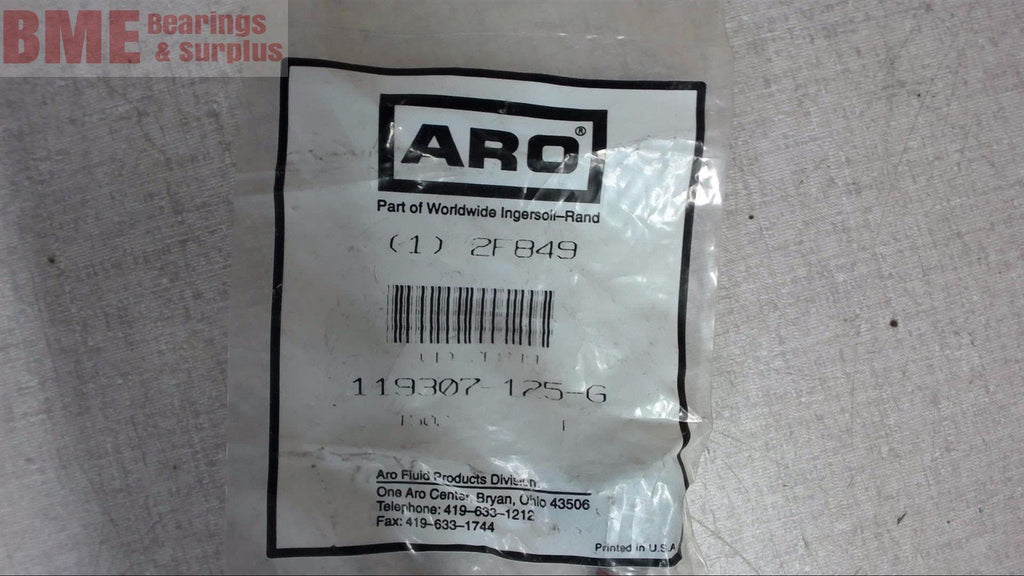 BME Bearings & Surplus
ARO®
Part of Worldwide Ingersoll-Rand
(1) 2F849
119307-125-G
Aro Fluid Products Division
One Aro Center, Bryan, Ohio 43506
Telephone: 419-633-1212
Fax: 419-633-1744
Printed in U.S.A